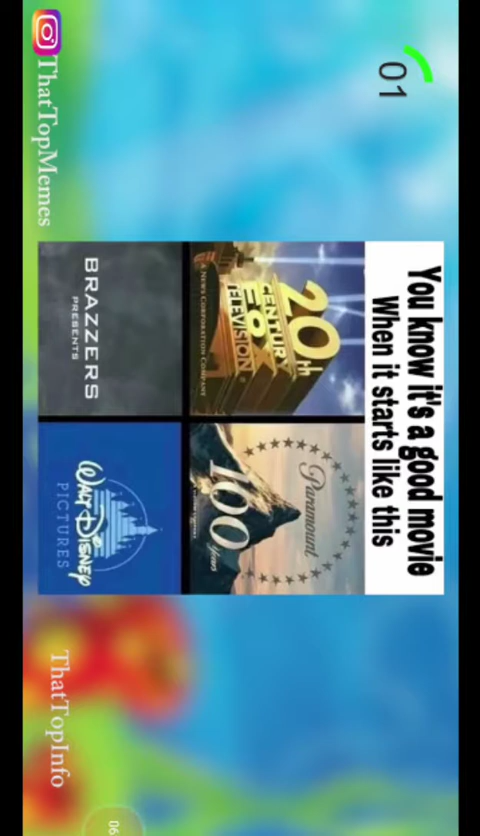 01
You know it's a good movie
When it starts like this
20th
CENTURY
FOX
TELEVISION
A NEWS CORPORATION COMPANY
Paramount
100
Years
BRAZZERS
PRESENTS
WALT DISNEY
PICTURES
ThatTopMemes
ThatTopInfo
06